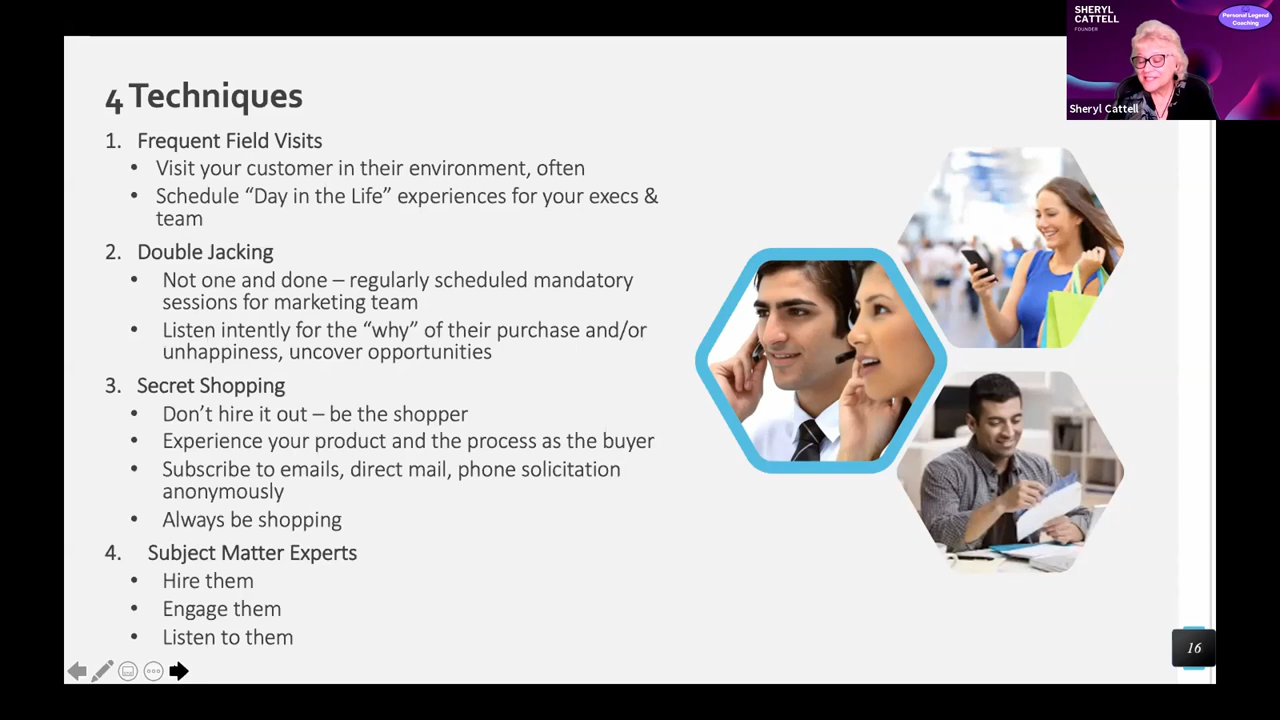 SHERYL
CATTELL
FOUNDER
Personal Legend
Coaching
Sheryl Cattell
4 Techniques
1. Frequent Field Visits
• Visit your customer in their environment, often
• Schedule “Day in the Life” experiences for your execs &
team
2. Double Jacking
• Not one and done – regularly scheduled mandatory
sessions for marketing team
• Listen intently for the “why” of their purchase and/or
unhappiness, uncover opportunities
3. Secret Shopping
• Don’t hire it out – be the shopper
• Experience your product and the process as the buyer
• Subscribe to emails, direct mail, phone solicitation
anonymously
• Always be shopping
4. Subject Matter Experts
• Hire them
• Engage them
• Listen to them
16